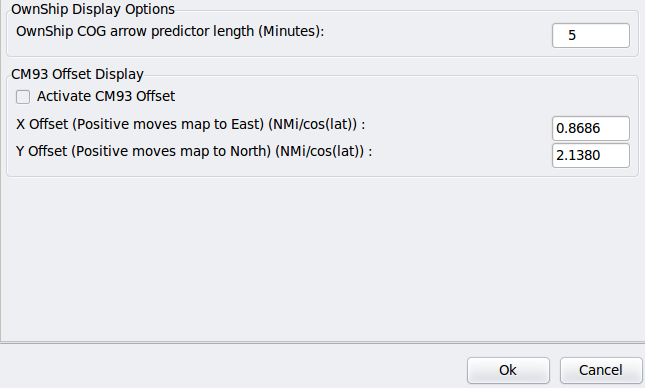 OwnShip Display Options
OwnShip COG arrow predictor length (Minutes): 5
CM93 Offset Display
Activate CM93 Offset
X Offset (Positive moves map to East) (NMi/cos(lat)) : 0.8686
Y Offset (Positive moves map to North) (NMi/cos(lat)) : 2.1380
Ok Cancel